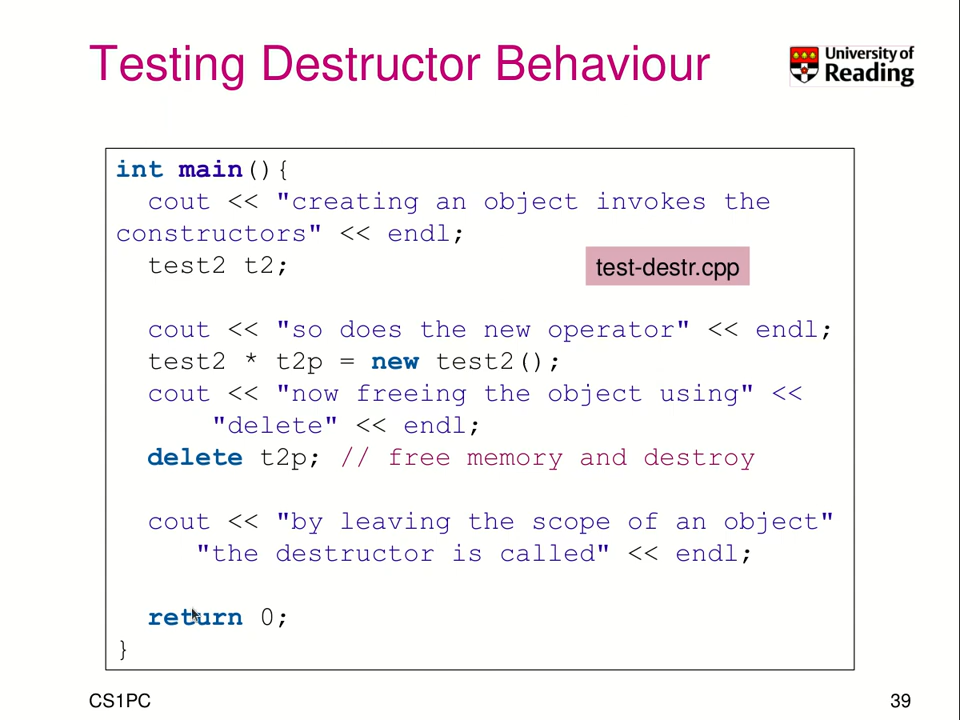 Testing Destructor Behaviour
University of
Reading
int main(){
cout << "creating an object invokes the
constructors" << endl;
test2 t2;
test-destr.cpp
cout << "so does the new operator" << endl;
test2 * t2p = new test2();
cout << "now freeing the object using" <<
"delete" << endl;
delete t2p; // free memory and destroy
cout << "by leaving the scope of an object"
"the destructor is called" << endl;
return 0;
}
CS1PC
39